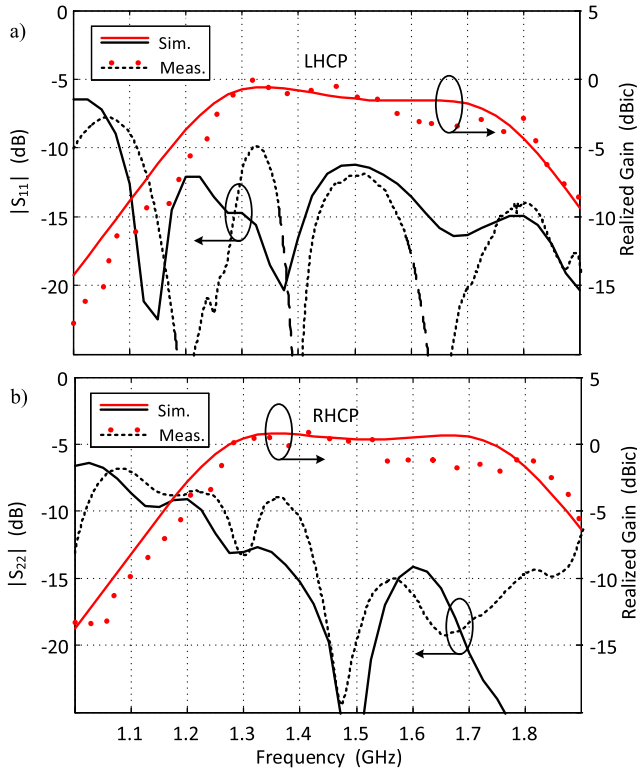 a)
0
-5
-10
-15
-20
|S11| (dB)
Sim.
Meas.
LHCP
5
0
-5
-10
-15
Realized Gain (dBic)
b)
0
-5
-10
-15
-20
|S22| (dB)
Sim.
Meas.
RHCP
5
0
-5
-10
-15
Realized Gain (dBic)
1.1 1.2 1.3 1.4 1.5 1.6 1.7 1.8
Frequency (GHz)